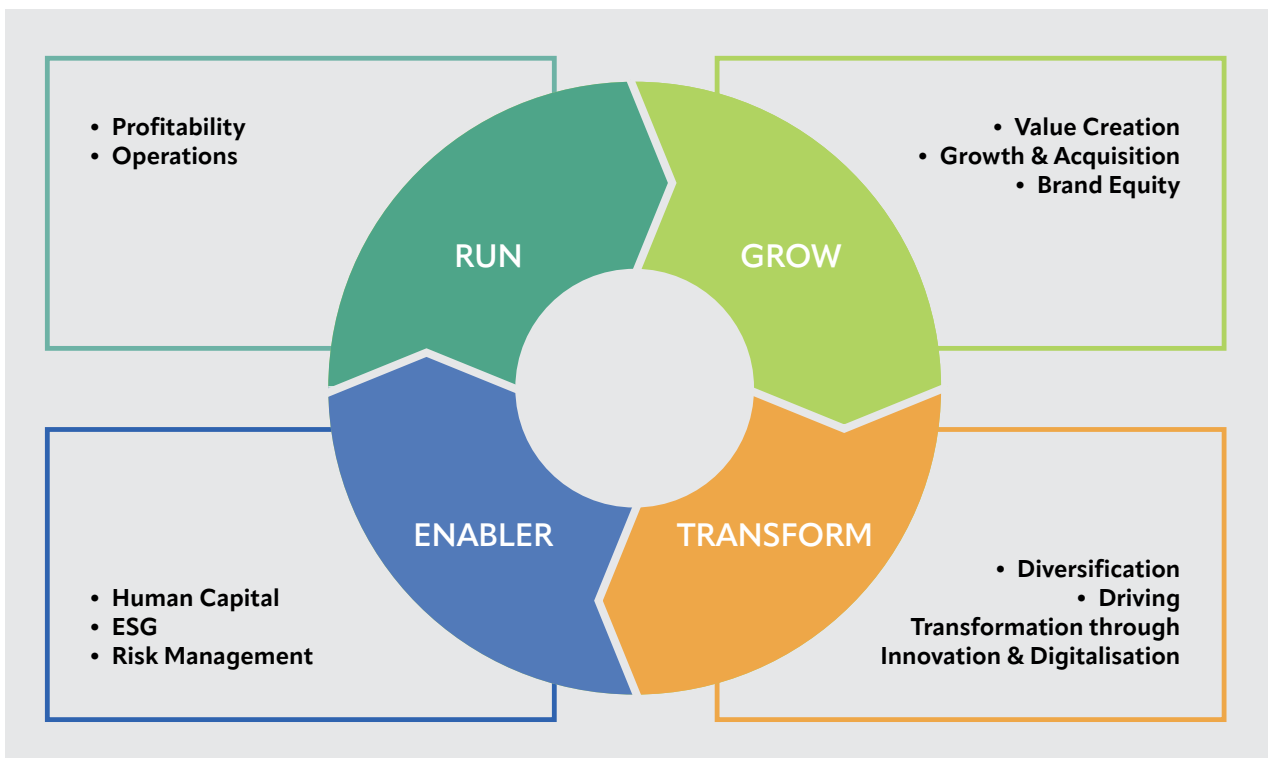 • Profitability
• Operations
RUN
• Value Creation
• Growth & Acquisition
• Brand Equity
GROW
ENABLER
• Human Capital
• ESG
• Risk Management
TRANSFORM
• Diversification
• Driving
Transformation through
Innovation & Digitalisation